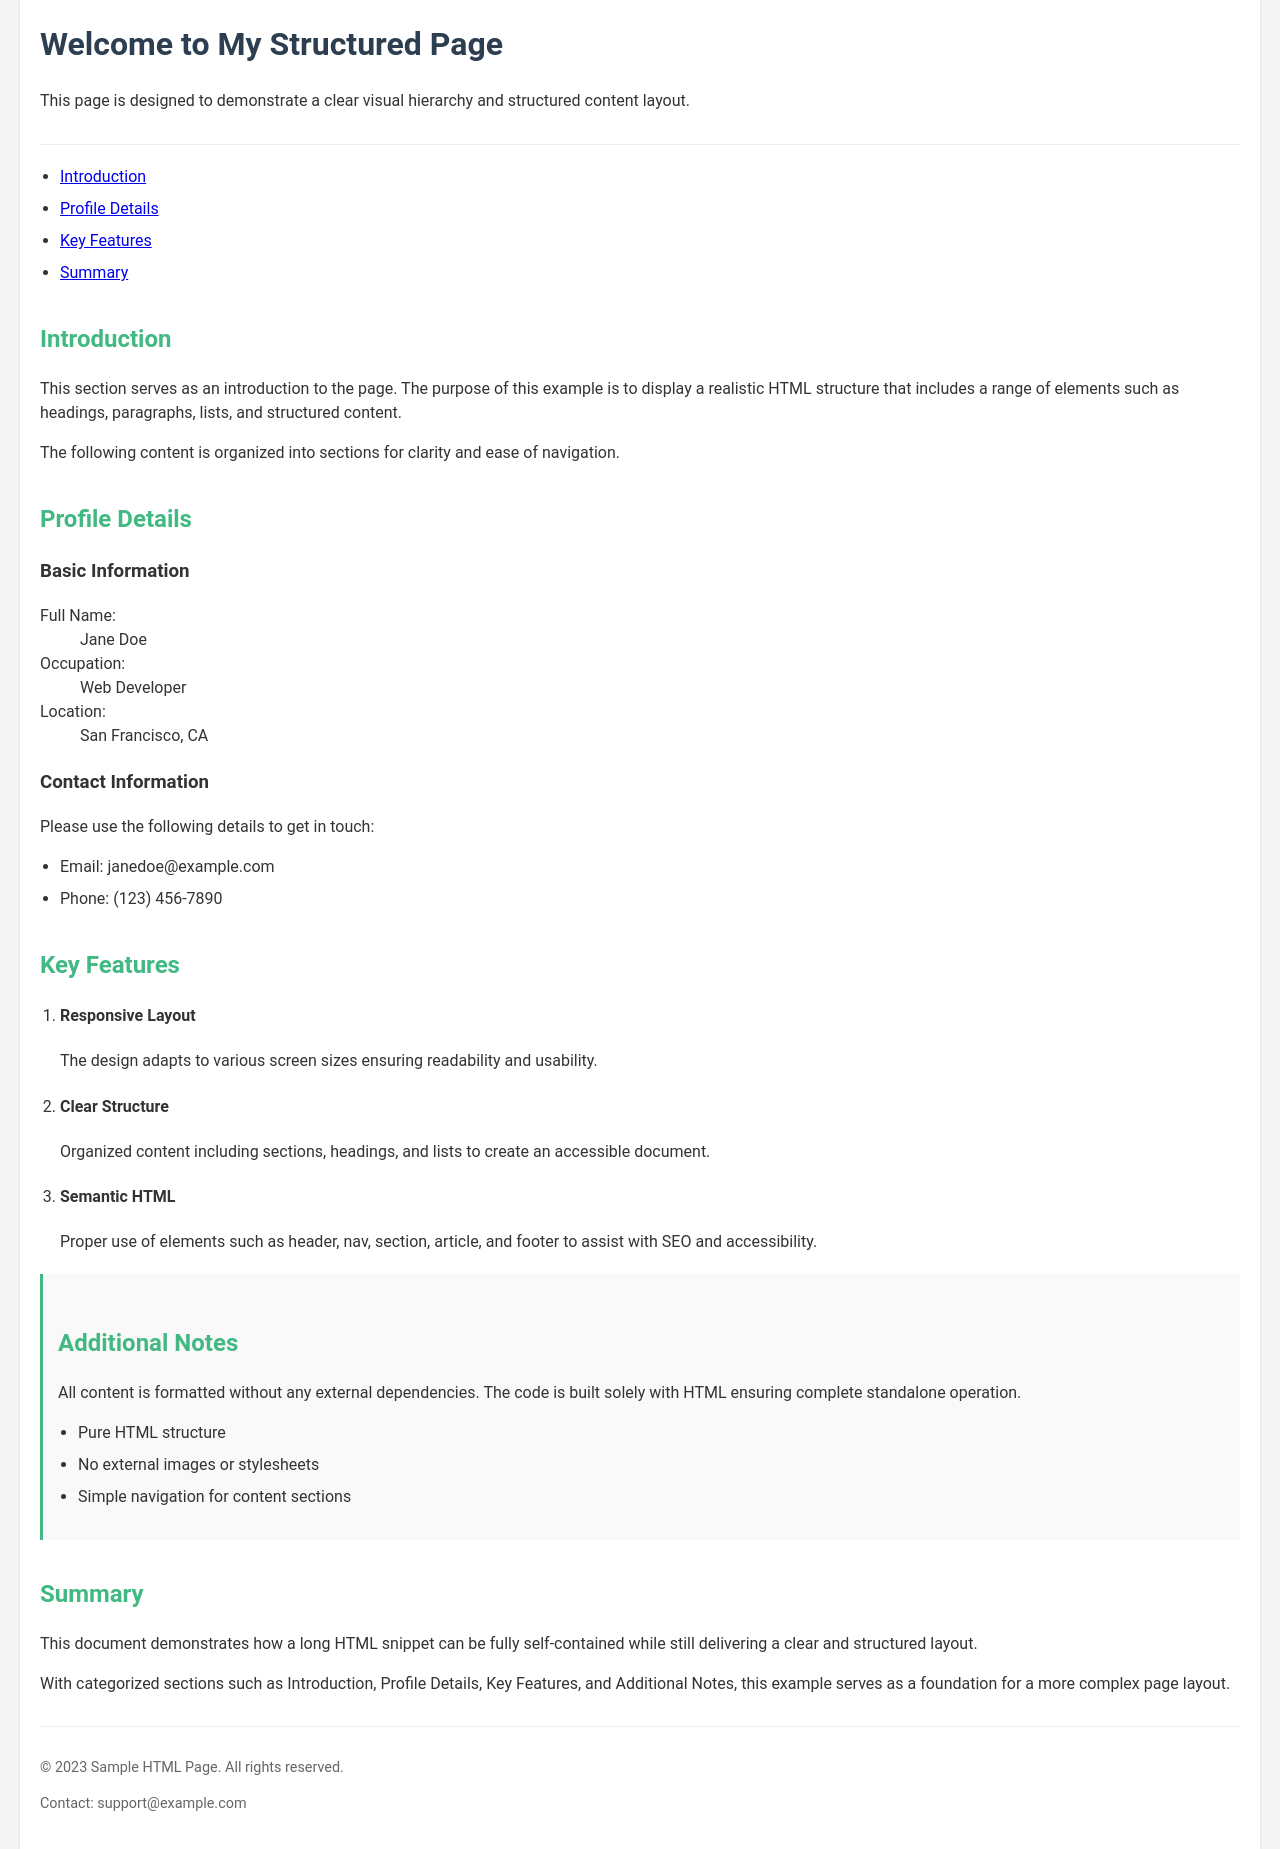 Welcome to My Structured Page
This page is designed to demonstrate a clear visual hierarchy and structured content layout.
• Introduction
• Profile Details
• Key Features
• Summary
Introduction
This section serves as an introduction to the page. The purpose of this example is to display a realistic HTML structure that includes a range of elements such as
headings, paragraphs, lists, and structured content.
The following content is organized into sections for clarity and ease of navigation.
Profile Details
Basic Information
Full Name:
Jane Doe
Occupation:
Web Developer
Location:
San Francisco, CA
Contact Information
Please use the following details to get in touch:
• Email: janedoe@example.com
• Phone: (123) 456-7890
Key Features
1. Responsive Layout
The design adapts to various screen sizes ensuring readability and usability.
2. Clear Structure
Organized content including sections, headings, and lists to create an accessible document.
3. Semantic HTML
Proper use of elements such as header, nav, section, article, and footer to assist with SEO and accessibility.
Additional Notes
All content is formatted without any external dependencies. The code is built solely with HTML ensuring complete standalone operation.
• Pure HTML structure
• No external images or stylesheets
• Simple navigation for content sections
Summary
This document demonstrates how a long HTML snippet can be fully self-contained while still delivering a clear and structured layout.
With categorized sections such as Introduction, Profile Details, Key Features, and Additional Notes, this example serves as a foundation for a more complex page layout.
© 2023 Sample HTML Page. All rights reserved.
Contact: support@example.com